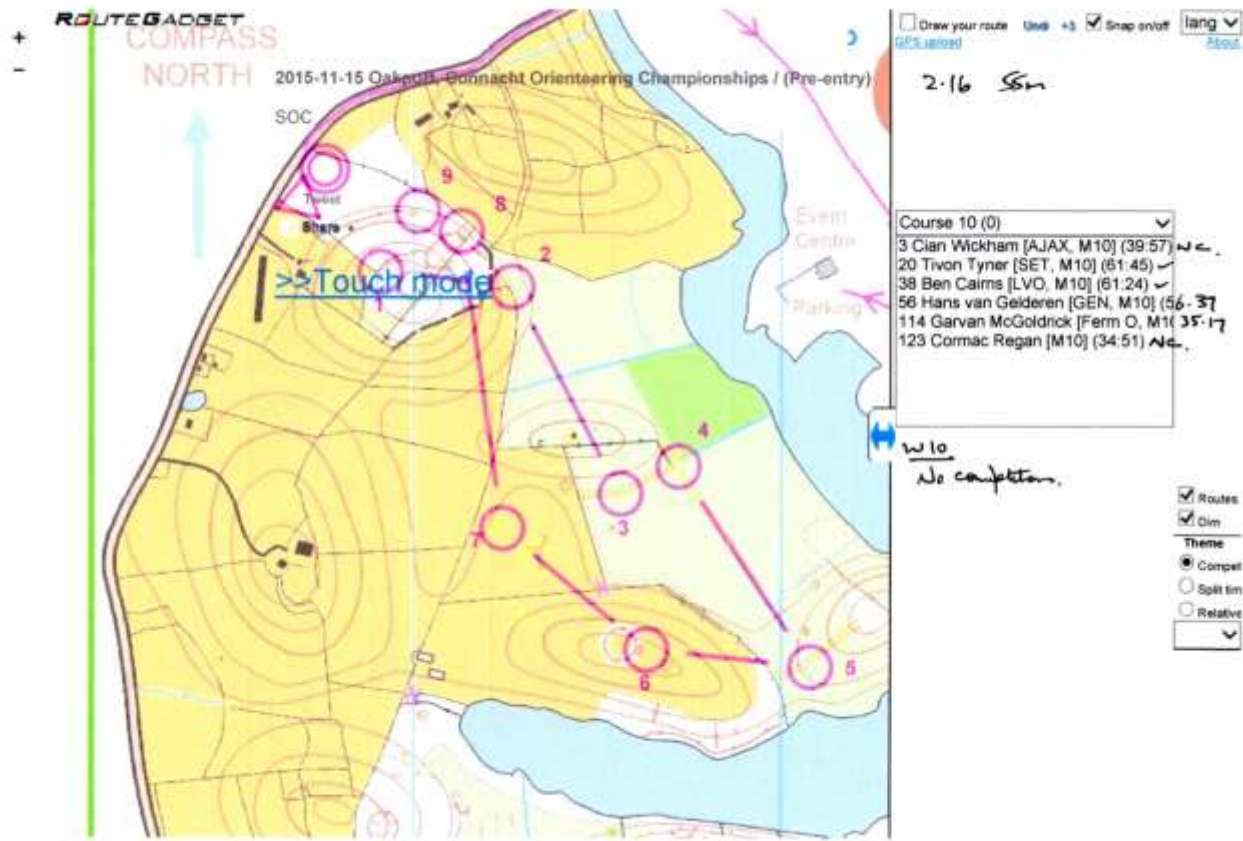 ROUTEGADGET
+
-
COMPASS
NORTH
2015-11-15 Oakport, Connacht Orienteering Championships / (Pre-entry)
SOC
Tweet
Share
>>Touch mode
1
2
3
4
5
6
7
8
9
Event
Centre
Parking
Draw your route Undo +3 Snap on/off lang
GPS upload About
2.16 55m
Course 10 (0)
3 Cian Wickham [AJAX, M10] (39:57) NC.
20 Tivon Tyner [SET, M10] (61:45) ✓
38 Ben Cairns [LVO, M10] (61:24) ✓
56 Hans van Gelderen [GEN, M10] (56.37
114 Garvan McGoldrick [Ferm O, M1( 35.17
123 Cormac Regan [M10] (34:51) NC.
W10
No competitors.
Routes
Dim
Theme
Compet
Split tim
Relative